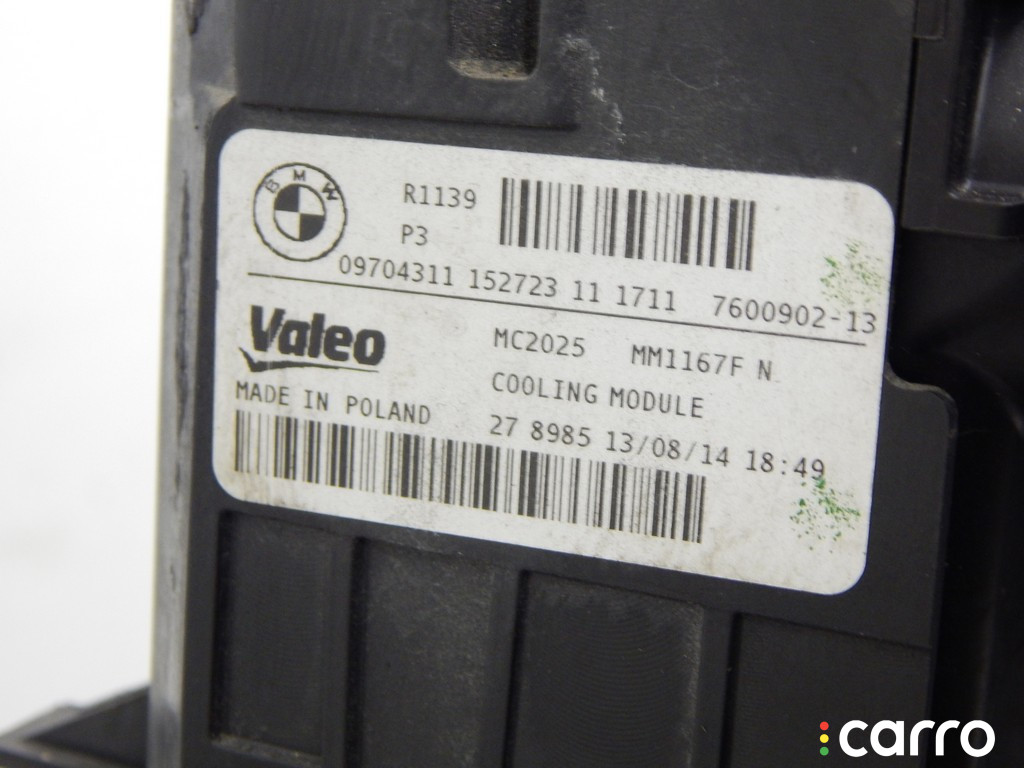 BMW
R1139
P3
09704311 152723 11 1711 7600902-13
Valeo
MC2025 MM1167F N
COOLING MODULE
MADE IN POLAND
27 8985 13/08/14 18:49
carro